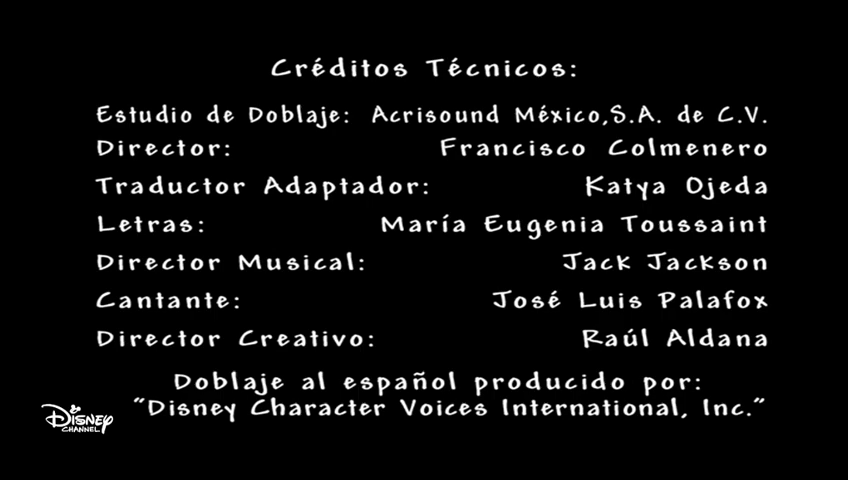 Créditos Técnicos:
Estudio de Doblaje: Acrisound México,S.A. de C.V.
Director: Francisco Colmenero
Traductor Adaptador: Katya Ojeda
Letras: María Eugenia Toussaint
Director Musical: Jack Jackson
Cantante: José Luis Palafox
Director Creativo: Raúl Aldana
Doblaje al español producido por:
"Disney Character Voices International, Inc."
Disney
CHANNEL